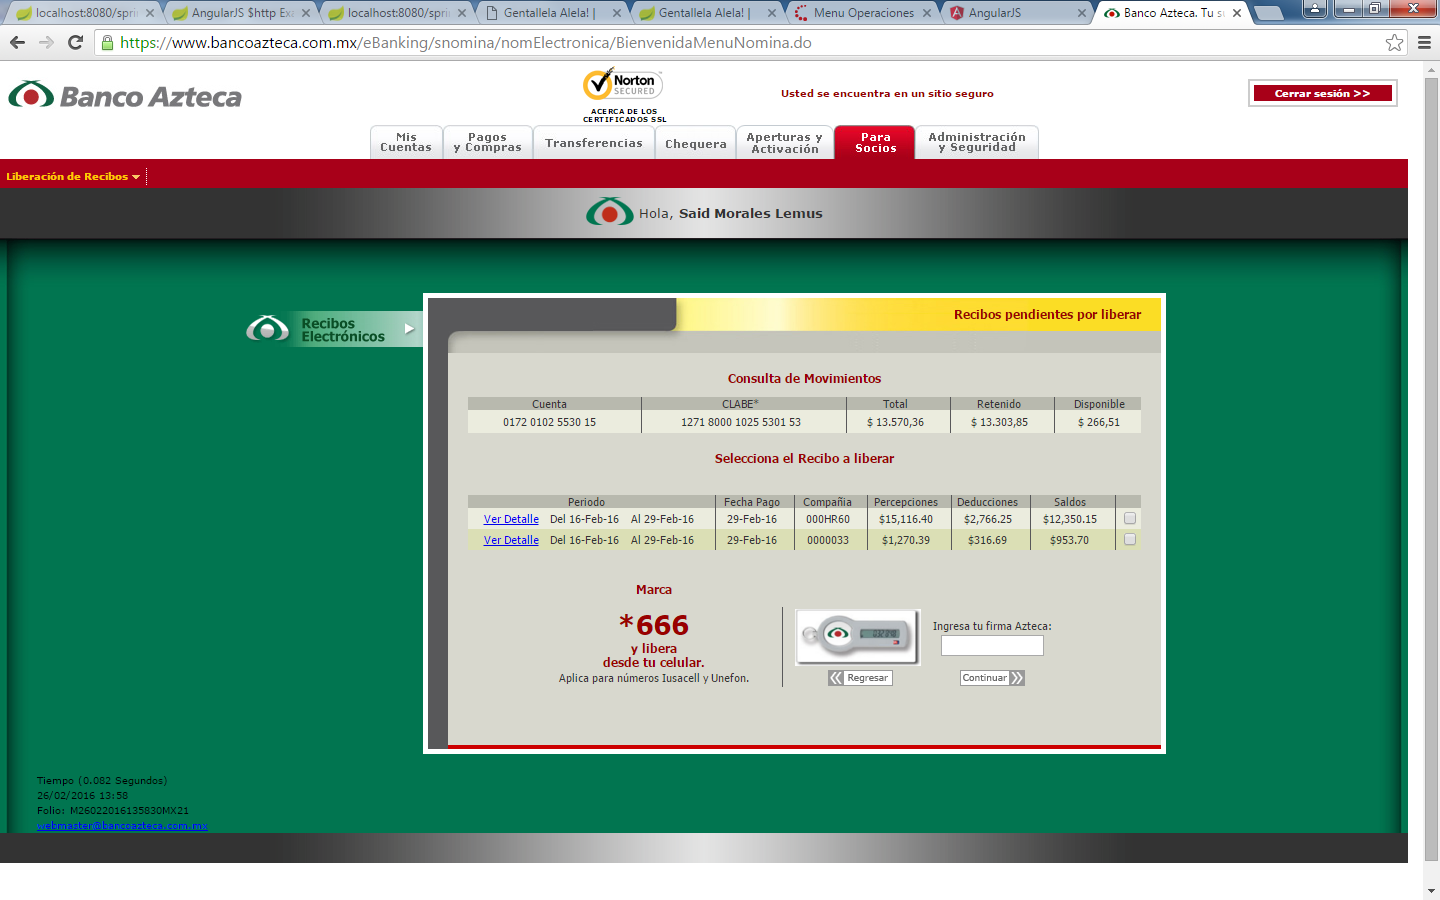 localhost:8080/spri
AngularJS $http Exa
localhost:8080/spri
Gentallela Alela! |
Gentallela Alela! |
Menu Operaciones
AngularJS
Banco Azteca. Tu su
https://www.bancoazteca.com.mx/eBanking/snomina/nomElectronica/BienvenidaMenuNomina.do
Banco Azteca
Norton
SECURED
ACERCA DE LOS
CERTIFICADOS SSL
Usted se encuentra en un sitio seguro
Cerrar sesión >>
Mis
Cuentas
Pagos
y Compras
Transferencias
Chequera
Aperturas y
Activación
Para
Socios
Administración
y Seguridad
Liberación de Recibos
Hola, Said Morales Lemus
Recibos
Electrónicos
Recibos pendientes por liberar
Consulta de Movimientos
Cuenta CLABE* Total Retenido Disponible
0172 0102 5530 15 1271 8000 1025 5301 53 $ 13.570,36 $ 13.303,85 $ 266,51
Selecciona el Recibo a liberar
Periodo Fecha Pago Compañia Percepciones Deducciones Saldos
Ver Detalle Del 16-Feb-16 Al 29-Feb-16 29-Feb-16 000HR60 $15,116.40 $2,766.25 $12,350.15
Ver Detalle Del 16-Feb-16 Al 29-Feb-16 29-Feb-16 0000033 $1,270.39 $316.69 $953.70
Marca
*666
y libera
desde tu celular.
Aplica para números Iusacell y Unefon.
Regresar
Ingresa tu firma Azteca:
Continuar
Tiempo (0.082 Segundos)
26/02/2016 13:58
Folio: M26022016135830MX21
webmaster@bancoazteca.com.mx